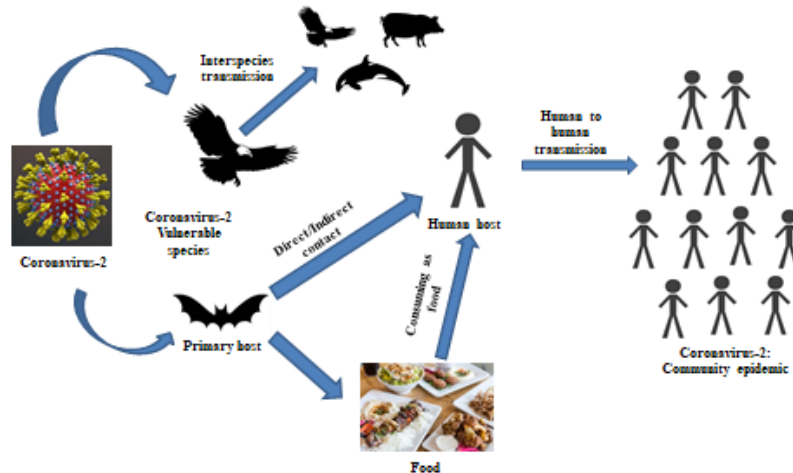 Interspecies
transmission
Human to
human
transmission
Coronavirus-2
Vulnerable
species
Direct/Indirect
contact
Human host
Coronavirus-2
Consuming as
food
Primary host
Coronavirus-2:
Community epidemic
Food